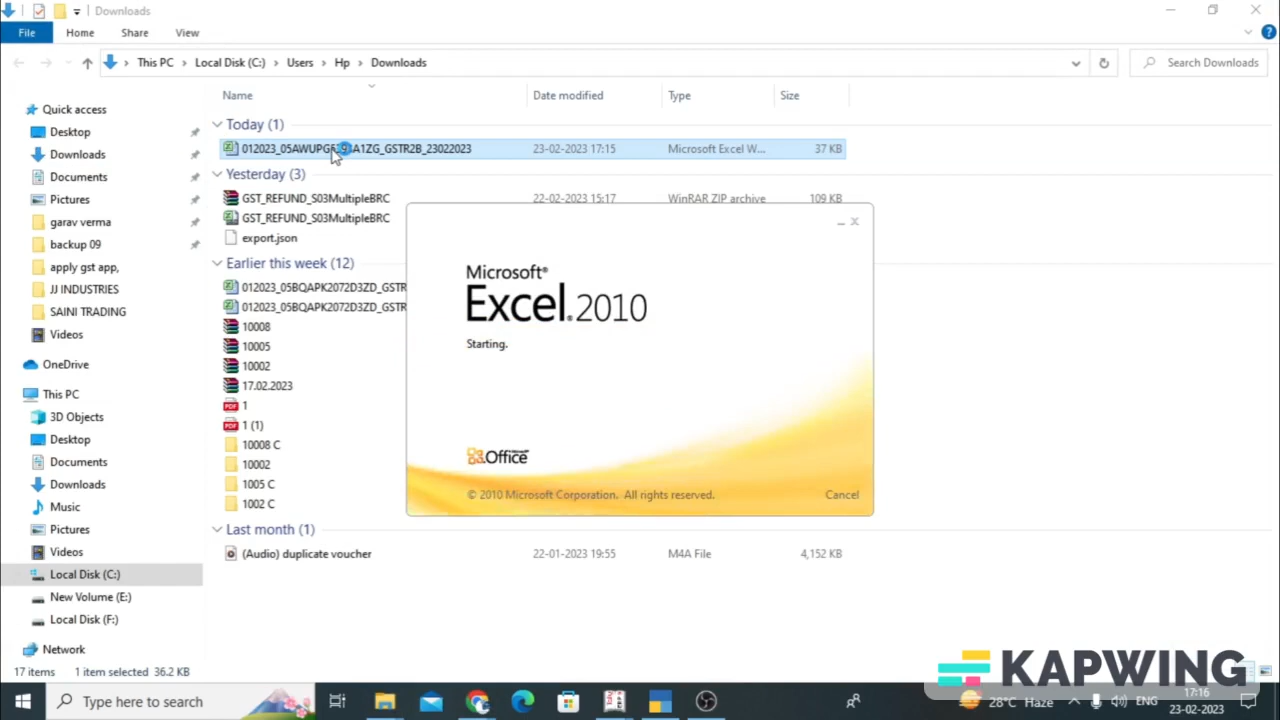 Downloads
File Home Share View
This PC Local Disk (C:) Users Hp Downloads
Search Downloads
Name Date modified Type Size
Quick access
Desktop
Downloads
Documents
Pictures
garav verma
backup 09
apply gst app,
JJ INDUSTRIES
SAINI TRADING
Videos
OneDrive
This PC
3D Objects
Desktop
Documents
Downloads
Music
Pictures
Videos
Local Disk (C:)
New Volume (E:)
Local Disk (F:)
Network
Today (1)
23-02-2023 17:15 Microsoft Excel W... 37 KB
Yesterday (3)
GST_REFUND_S03MultipleBRC 22-02-2023 15:17 WinRAR ZIP archive 109 KB
GST_REFUND_S03MultipleBRC
export.json
Earlier this week (12)
012023_05BQAPK2072D3ZD_GSTR
012023_05BQAPK2072D3ZD_GSTR
10008
10005
10002
17.02.2023
1
1 (1)
10008 C
10002
1005 C
1002 C
Last month (1)
(Audio) duplicate voucher 22-01-2023 19:55 M4A File 4,152 KB
Microsoft®
Excel® 2010
Starting.
Office
© 2010 Microsoft Corporation. All rights reserved.
Cancel
17 items 1 item selected 36.2 KB
KAPWING
Type here to search
28°C Haze
ENG
17:16
23-02-2023